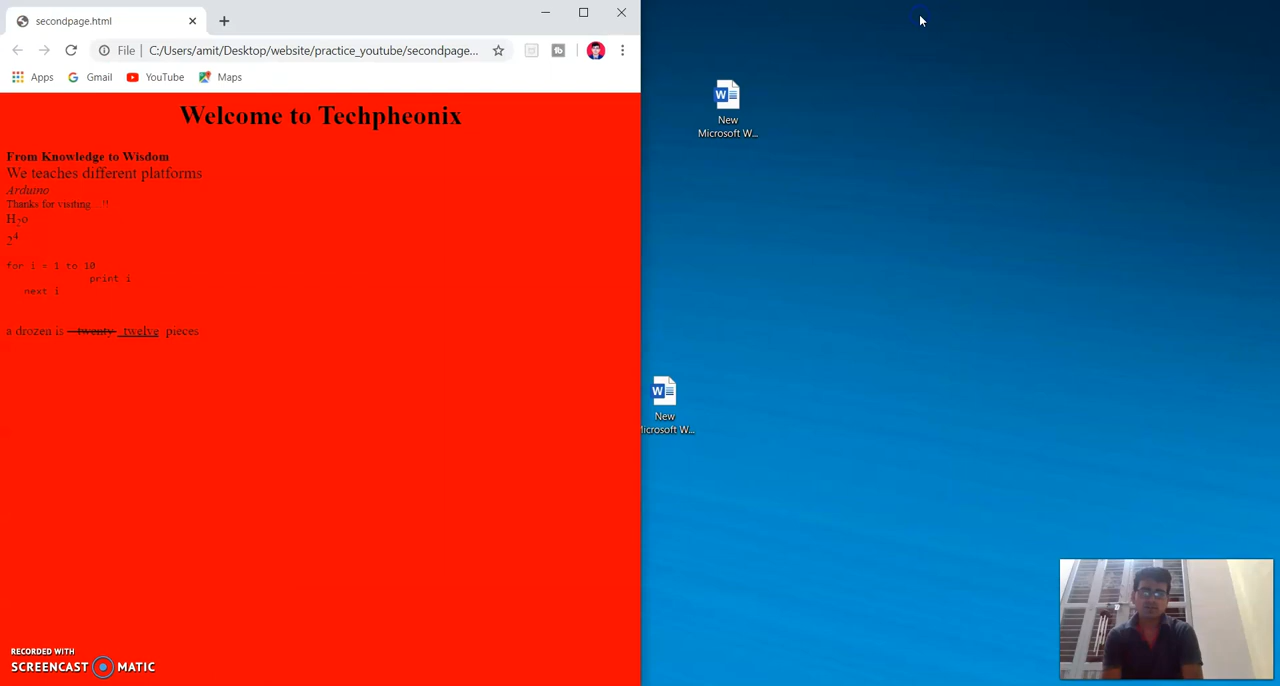 secondpage.html
File | C:/Users/amit/Desktop/website/practice_youtube/secondpage...
Apps Gmail YouTube Maps
Welcome to Techpheonix
From Knowledge to Wisdom
We teaches different platforms
Arduino
Thanks for visiting...!!
H2o
24
for i = 1 to 10
print i
next i
a drozen is twenty twelve pieces
New
Microsoft W...
New
Microsoft W...
RECORDED WITH
SCREENCAST MATIC